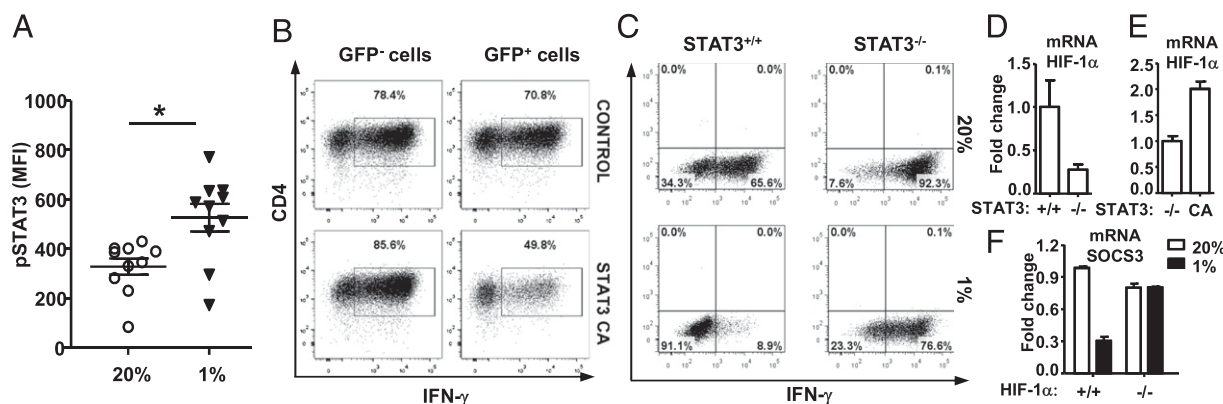 A
pSTAT3 (MFI)
1000
800
600
400
200
0
*
20%
1%
B
GFP⁻ cells
GFP⁺ cells
78.4%
70.8%
CONTROL
85.6%
49.8%
STAT3 CA
CD4
IFN-γ
C
STAT3⁺/⁺
STAT3⁻/⁻
0.0%
0.0%
0.0%
0.1%
34.3%
65.6%
7.6%
92.3%
20%
0.0%
0.0%
0.0%
0.1%
91.1%
8.9%
23.3%
76.6%
1%
IFN-γ
D
mRNA
HIF-1α
Fold change
1.5
1.0
0.5
0.0
STAT3: +/+ -/-
E
mRNA
HIF-1α
2.5
2.0
1.5
1.0
0.5
0.0
STAT3: -/- CA
F
mRNA
SOCS3
20%
1%
Fold change
1.2
0.9
0.6
0.3
0.0
HIF-1α: +/+ -/-